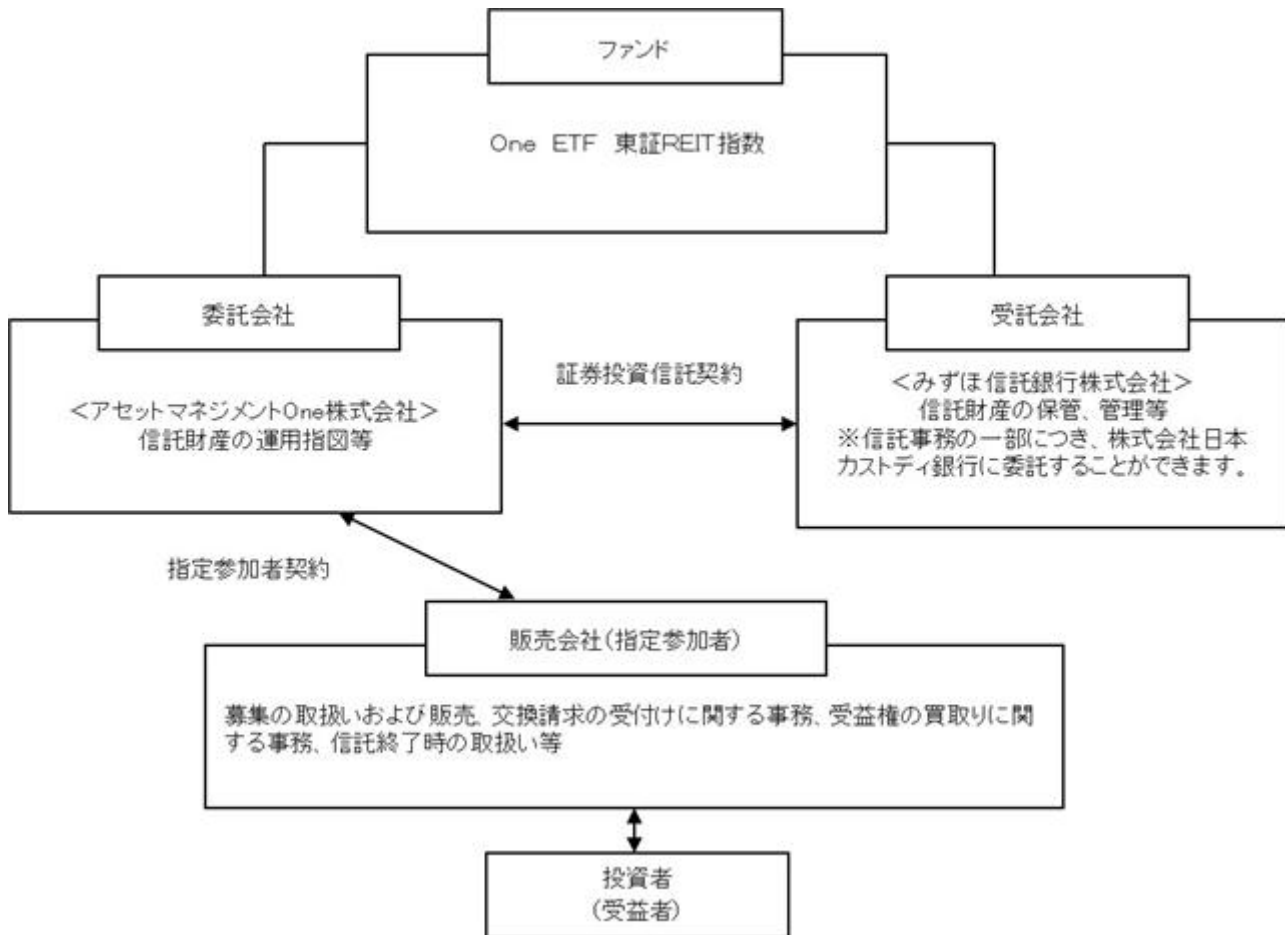 ファンド
One ETF 東証REIT指数
委託会社
<アセットマネジメントOne株式会社>
信託財産の運用指図等
証券投資信託契約
受託会社
<みずほ信託銀行株式会社>
信託財産の保管、管理等
※信託事務の一部につき、株式会社日本
カストディ銀行に委託することができます。
指定参加者契約
販売会社(指定参加者)
募集の取扱いおよび販売、交換請求の受付けに関する事務、受益権の買取りに関
する事務、信託終了時の取扱い等
投資者
(受益者)